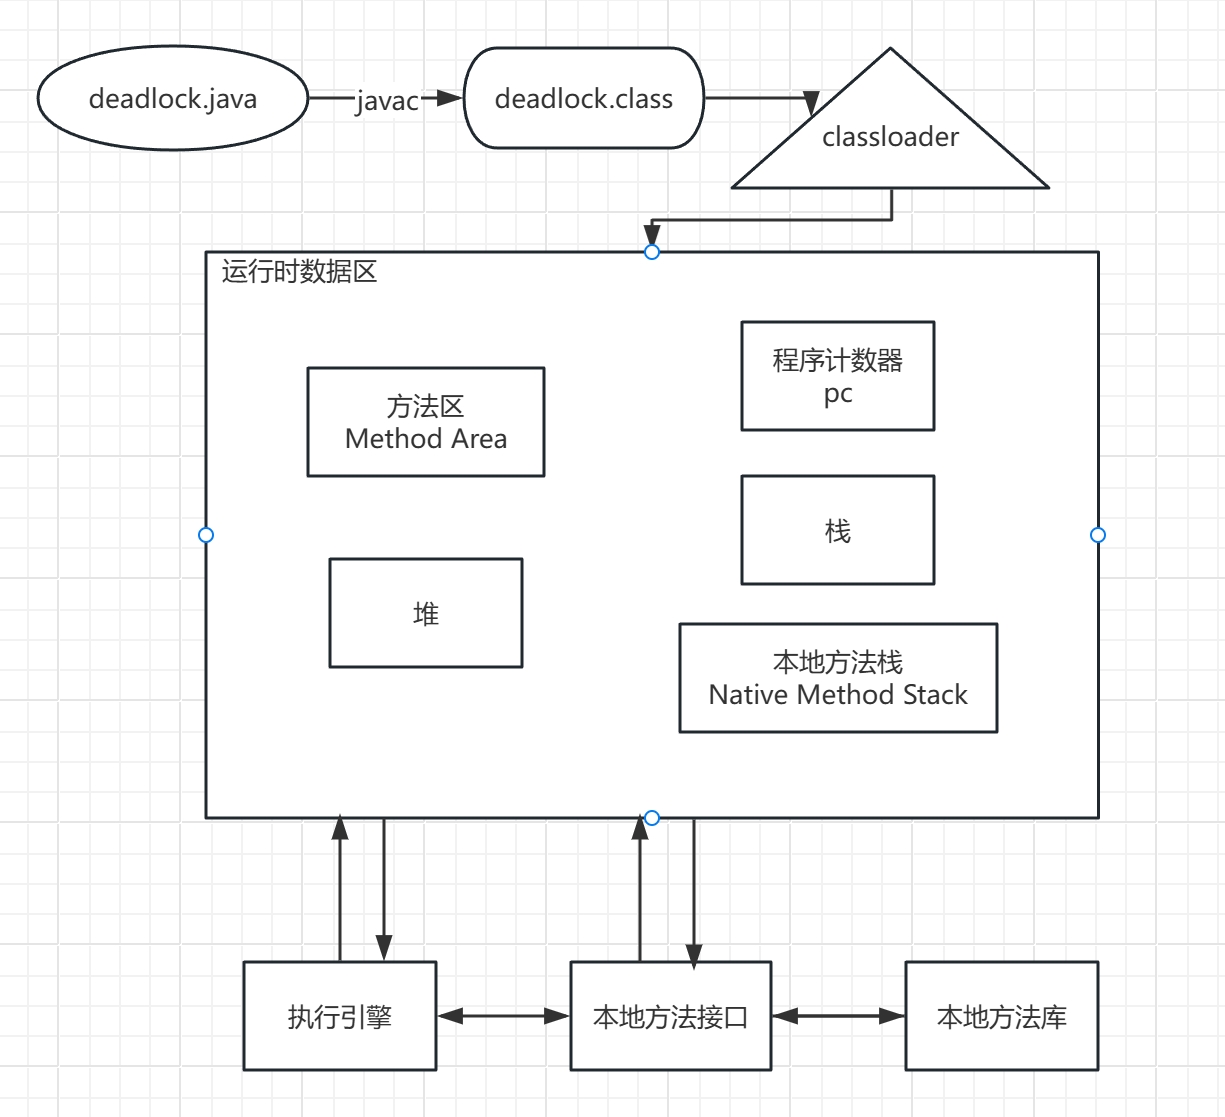 deadlock.java
javac
deadlock.class
classloader
运行时数据区
方法区
Method Area
程序计数器
pc
栈
堆
本地方法栈
Native Method Stack
执行引擎
本地方法接口
本地方法库